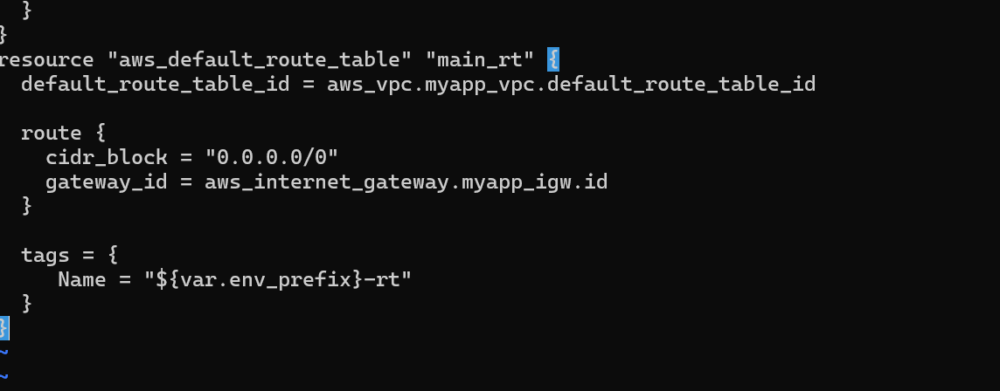 }
}
resource "aws_default_route_table" "main_rt" {
  default_route_table_id = aws_vpc.myapp_vpc.default_route_table_id

  route {
    cidr_block = "0.0.0.0/0"
    gateway_id = aws_internet_gateway.myapp_igw.id
  }

  tags = {
     Name = "${var.env_prefix}-rt"
  }
}
~
~